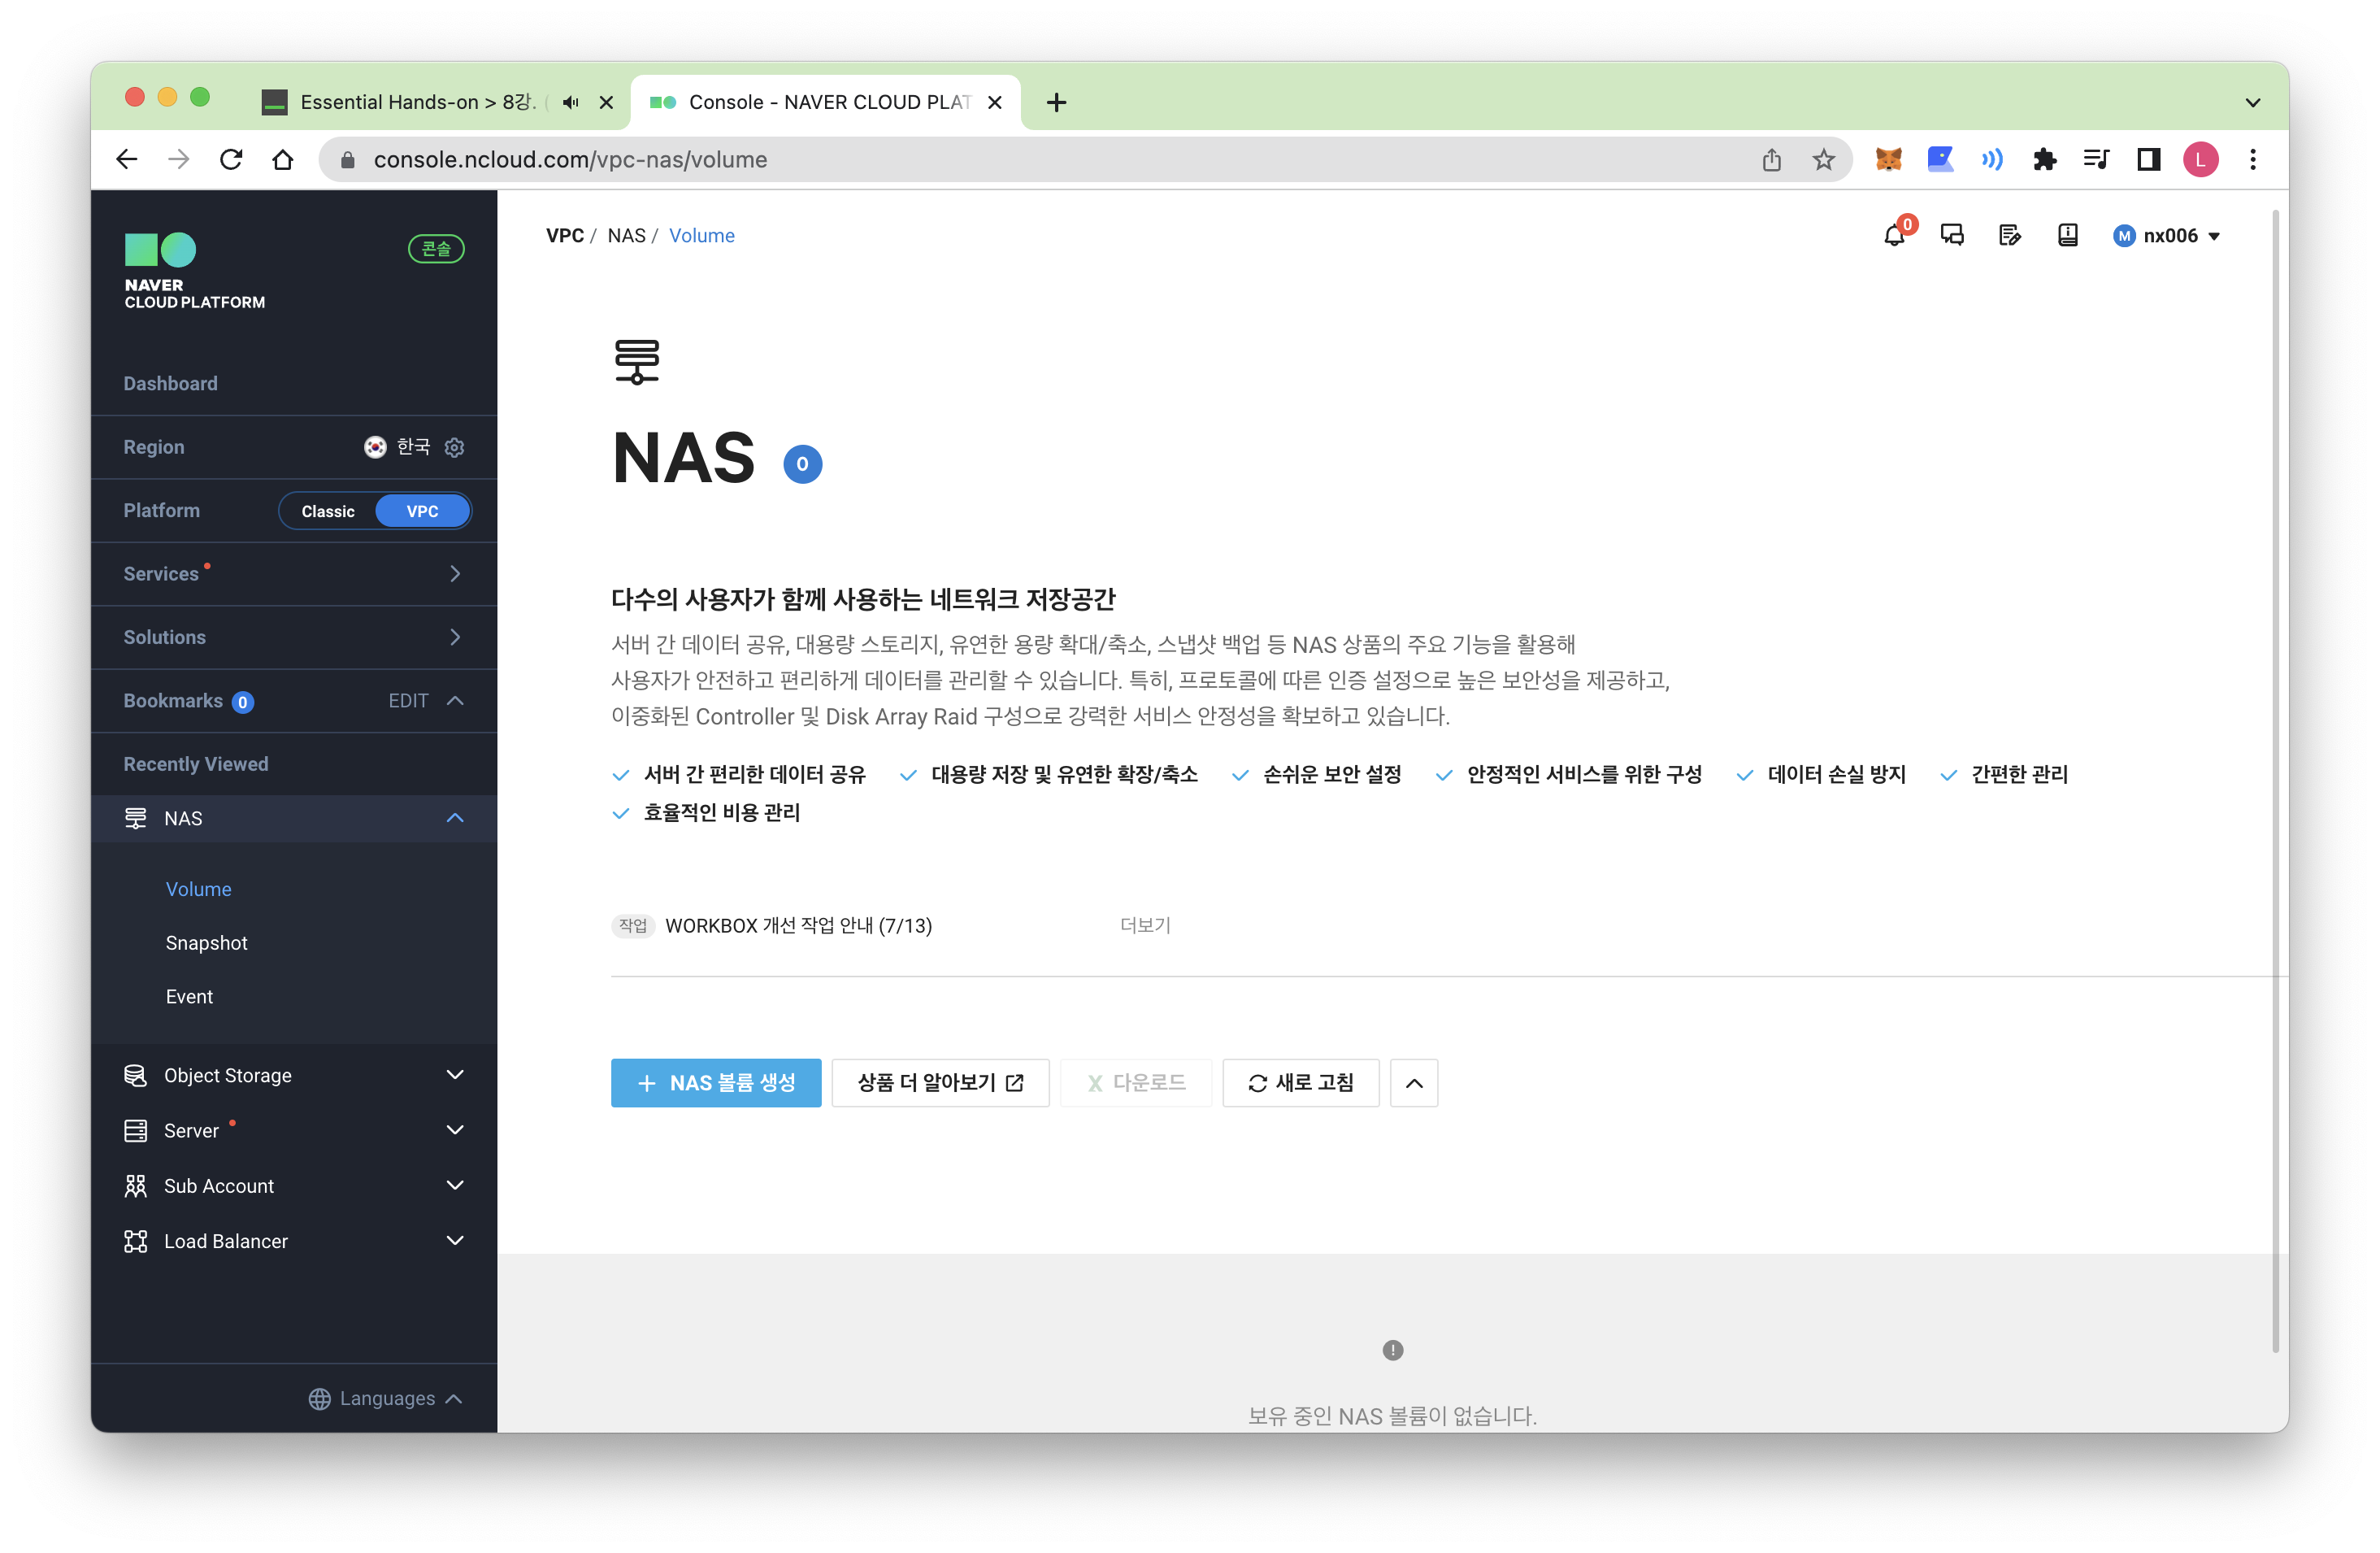 Essential Hands-on > 8강.
Console - NAVER CLOUD PLAT
console.ncloud.com/vpc-nas/volume
L
NAVER
CLOUD PLATFORM
콘솔
Dashboard
Region 한국
Platform Classic VPC
Services
Solutions
Bookmarks 0 EDIT
Recently Viewed
NAS
Volume
Snapshot
Event
Object Storage
Server
Sub Account
Load Balancer
Languages
VPC / NAS / Volume
0
M nx006
NAS 0
다수의 사용자가 함께 사용하는 네트워크 저장공간
서버 간 데이터 공유, 대용량 스토리지, 유연한 용량 확대/축소, 스냅샷 백업 등 NAS 상품의 주요 기능을 활용해
사용자가 안전하고 편리하게 데이터를 관리할 수 있습니다. 특히, 프로토콜에 따른 인증 설정으로 높은 보안성을 제공하고,
이중화된 Controller 및 Disk Array Raid 구성으로 강력한 서비스 안정성을 확보하고 있습니다.
서버 간 편리한 데이터 공유 대용량 저장 및 유연한 확장/축소 손쉬운 보안 설정 안정적인 서비스를 위한 구성 데이터 손실 방지 간편한 관리
효율적인 비용 관리
작업 WORKBOX 개선 작업 안내 (7/13) 더보기
+ NAS 볼륨 생성 상품 더 알아보기 X 다운로드 새로 고침
보유 중인 NAS 볼륨이 없습니다.